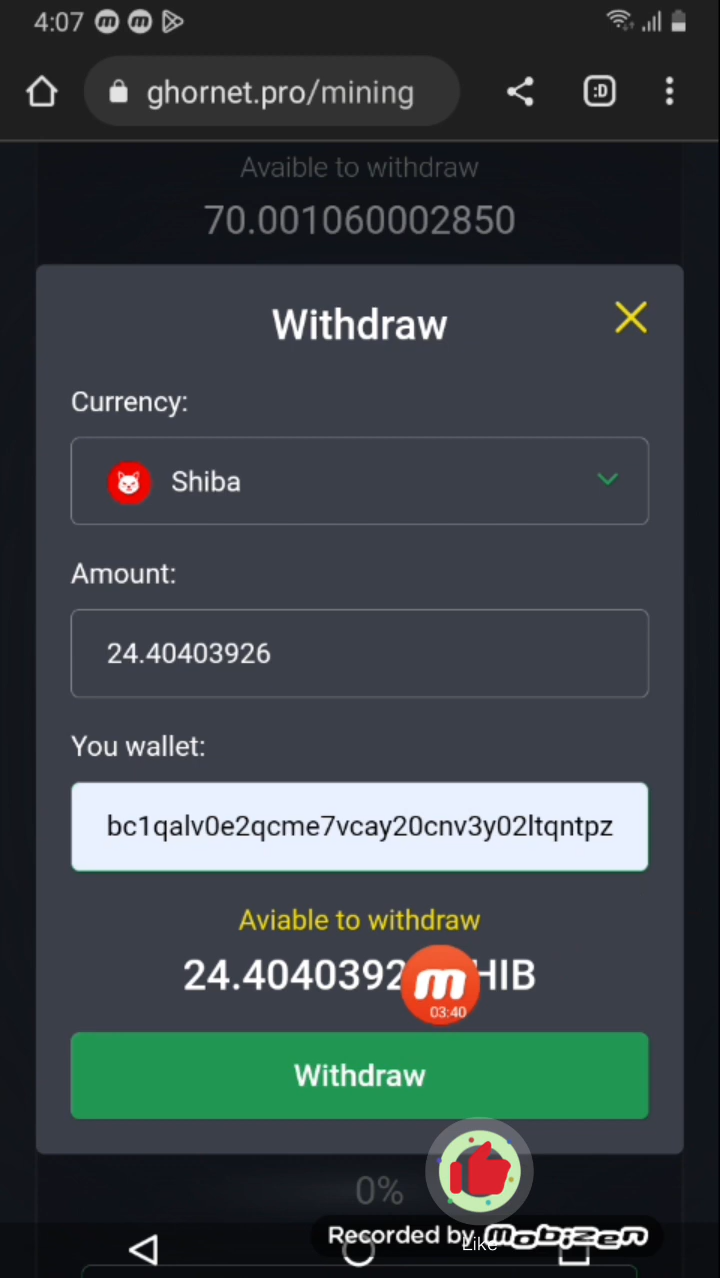 4:07
ghornet.pro/mining
:D
Avaible to withdraw
70.001060002850
Withdraw
Currency:
Shiba
Amount:
24.40403926
You wallet:
bc1qalv0e2qcme7vcay20cnv3y02ltqntpz
Aviable to withdraw
24.4040392 HIB
m
03:40
Withdraw
0%
Recorded by Mobizen
Like